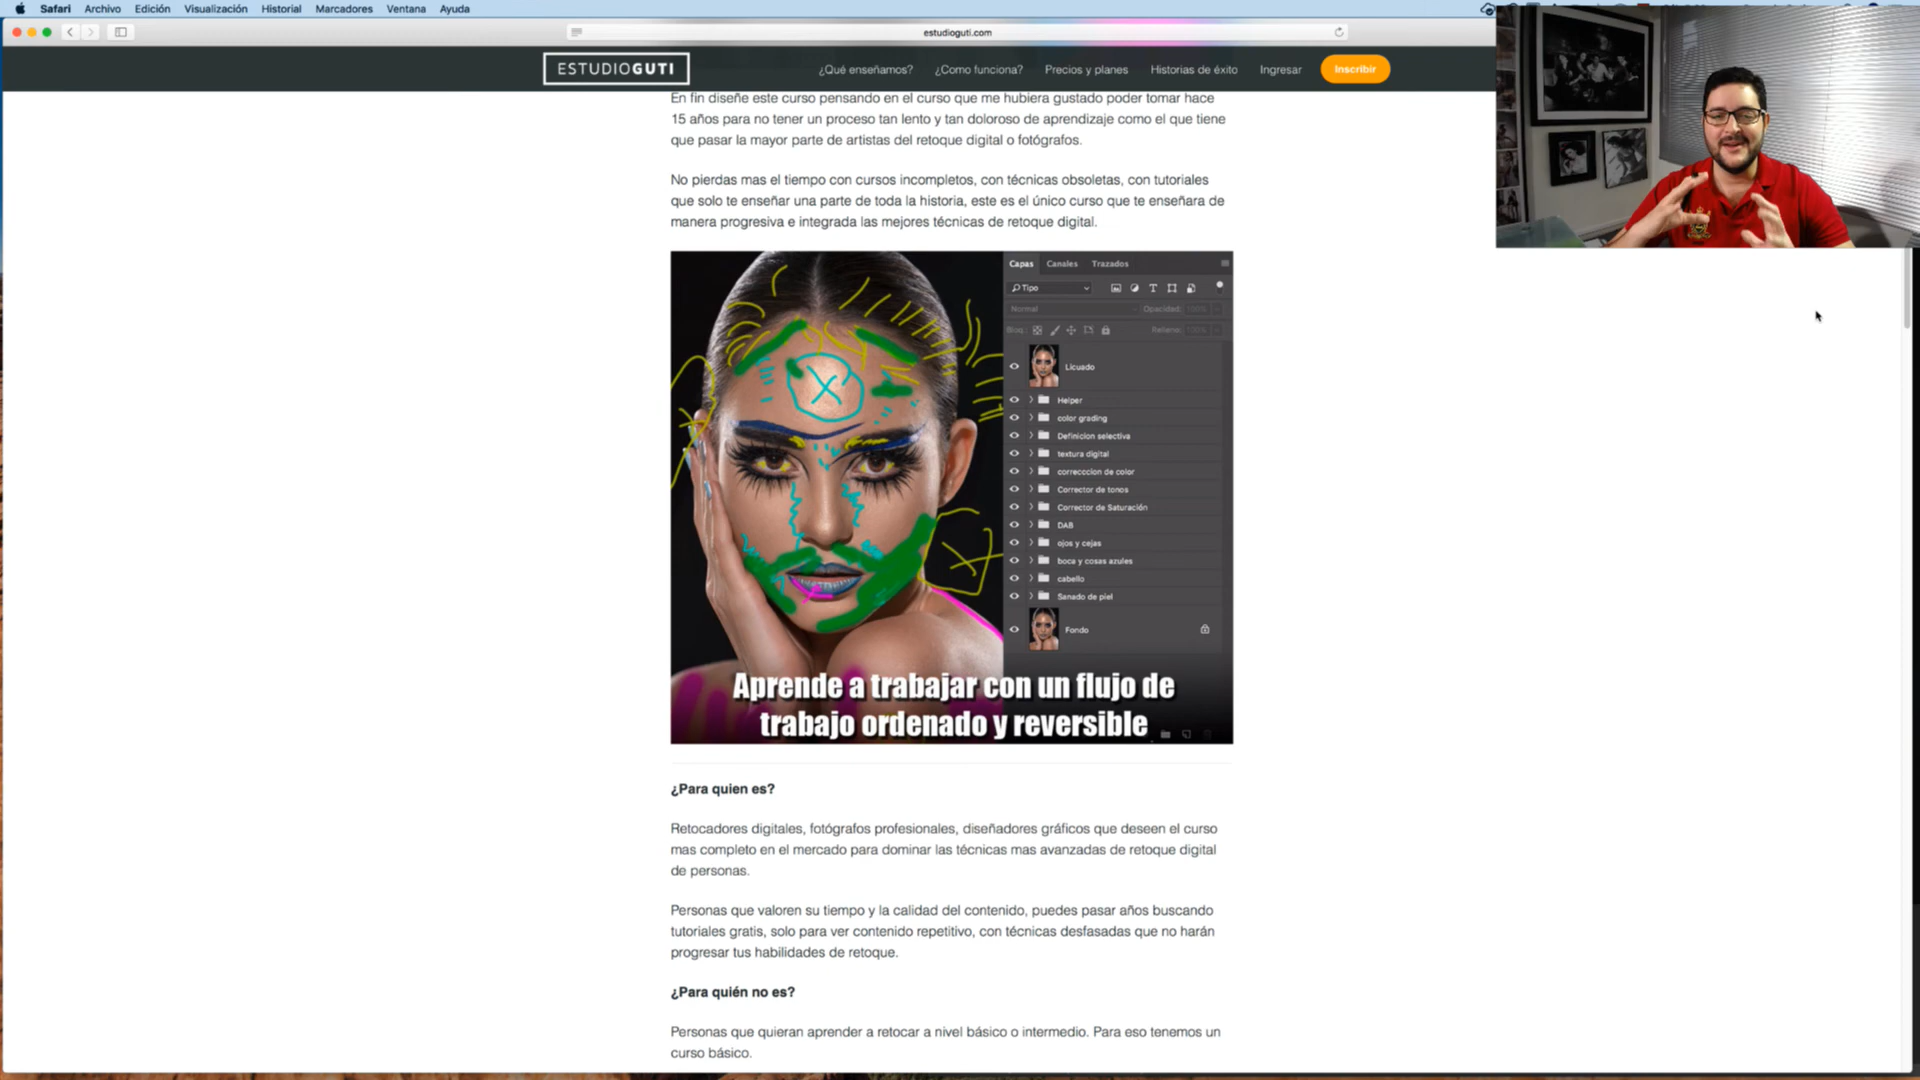 Safari Archivo Edición Visualización Historial Marcadores Ventana Ayuda
estudioguti.com
ESTUDIOGUTI ¿Qué enseñamos? ¿Como funciona? Precios y planes Historias de éxito Ingresar Inscribir
En fin diseñe este curso pensando en el curso que me hubiera gustado poder tomar hace
15 años para no tener un proceso tan lento y tan doloroso de aprendizaje como el que tiene
que pasar la mayor parte de artistas del retoque digital o fotógrafos.
No pierdas mas el tiempo con cursos incompletos, con técnicas obsoletas, con tutoriales
que solo te enseñar una parte de toda la historia, este es el único curso que te enseñara de
manera progresiva e integrada las mejores técnicas de retoque digital.
Capas Canales Trazados
Tipo
Normal Opacidad: 100%
Bloq.: Relleno: 100%
Licuado
Helper
color grading
Definicion selectiva
textura digital
correcccion de color
Corrector de tonos
Corrector de Saturación
DAB
ojos y cejas
boca y cosas azules
cabello
Sanado de piel
Fondo
Aprende a trabajar con un flujo de
trabajo ordenado y reversible
¿Para quien es?
Retocadores digitales, fotógrafos profesionales, diseñadores gráficos que deseen el curso
mas completo en el mercado para dominar las técnicas mas avanzadas de retoque digital
de personas.
Personas que valoren su tiempo y la calidad del contenido, puedes pasar años buscando
tutoriales gratis, solo para ver contenido repetitivo, con técnicas desfasadas que no harán
progresar tus habilidades de retoque.
¿Para quién no es?
Personas que quieran aprender a retocar a nivel básico o intermedio. Para eso tenemos un
curso básico.